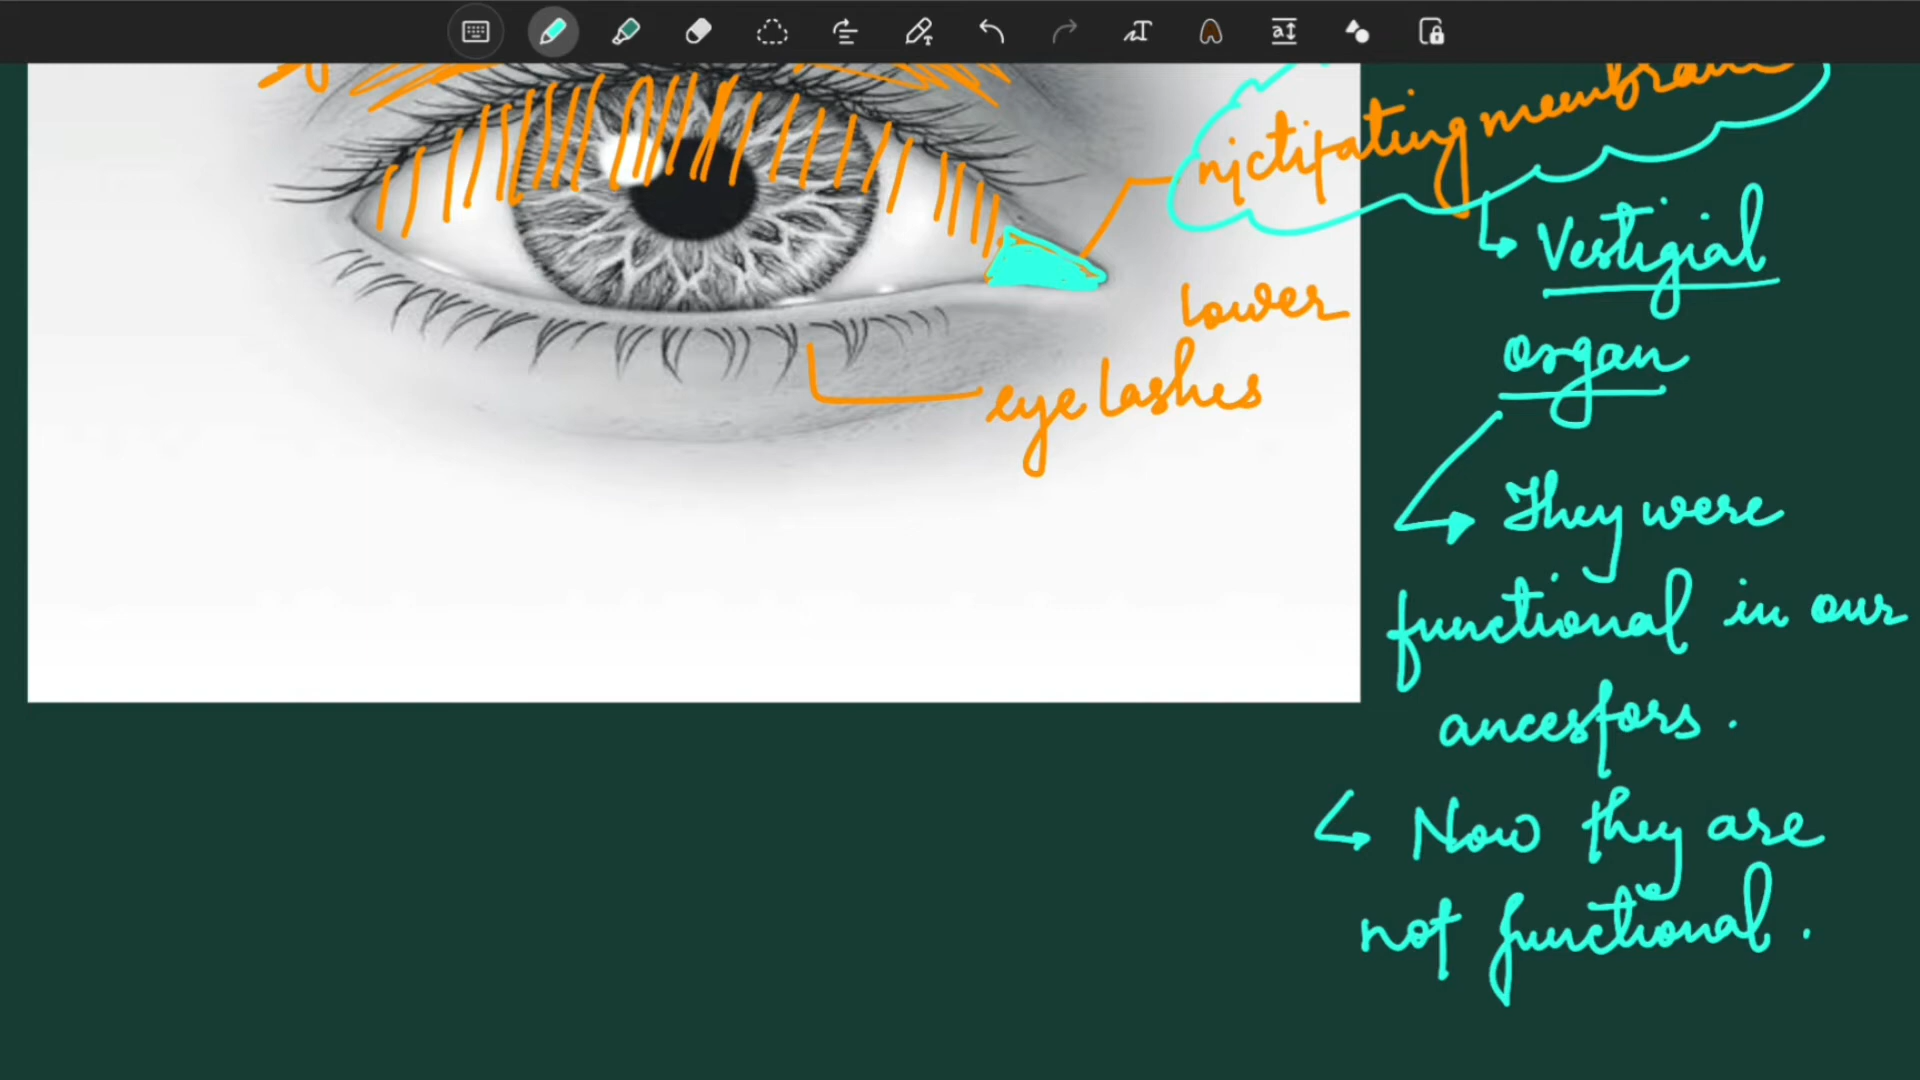 nictitating membrane
Vestigial
organ
lower
eye lashes
They were
functional in our
ancestors.
Now they are
not functional.